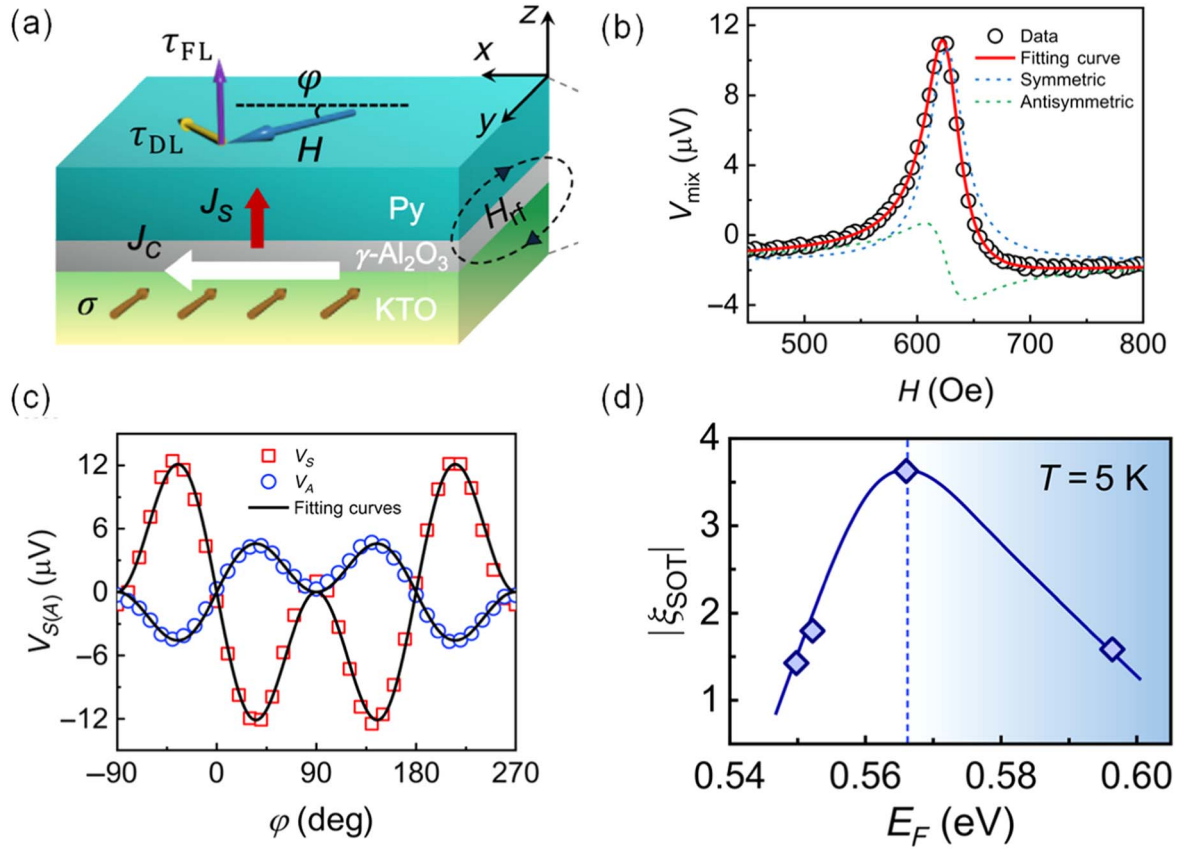 (a)
z
τFL
x
φ
y
τDL
H
Py
Hrf
JS
JC
γ-Al2O3
σ
KTO
(b)
12
8
4
0
–4
Vmix (µV)
Data
Fitting curve
Symmetric
Antisymmetric
500
600
700
800
H (Oe)
(c)
12
6
0
–6
–12
VS(A) (µV)
VS
VA
Fitting curves
–90
0
90
180
270
φ (deg)
(d)
4
3
2
1
|ξSOT|
T = 5 K
0.54
0.56
0.58
0.60
EF (eV)